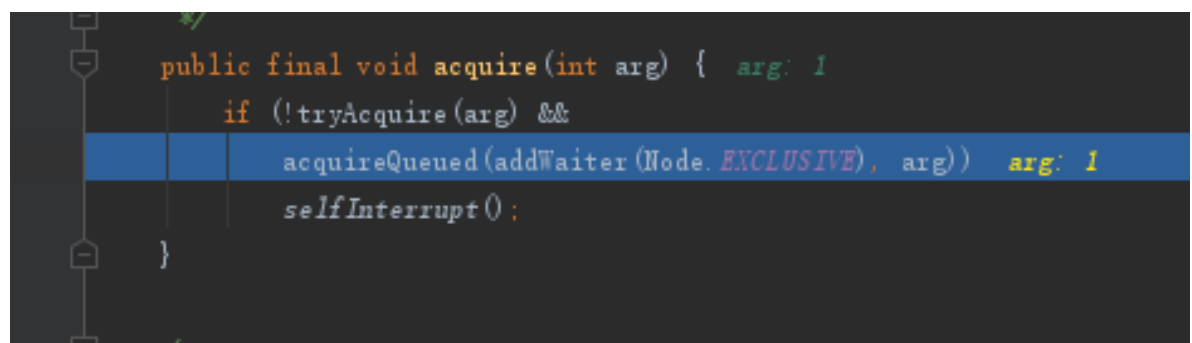 */
public final void acquire(int arg) { arg: 1
if (!tryAcquire(arg) &&
acquireQueued(addWaiter(Node.EXCLUSIVE), arg)) arg: 1
selfInterrupt();
}